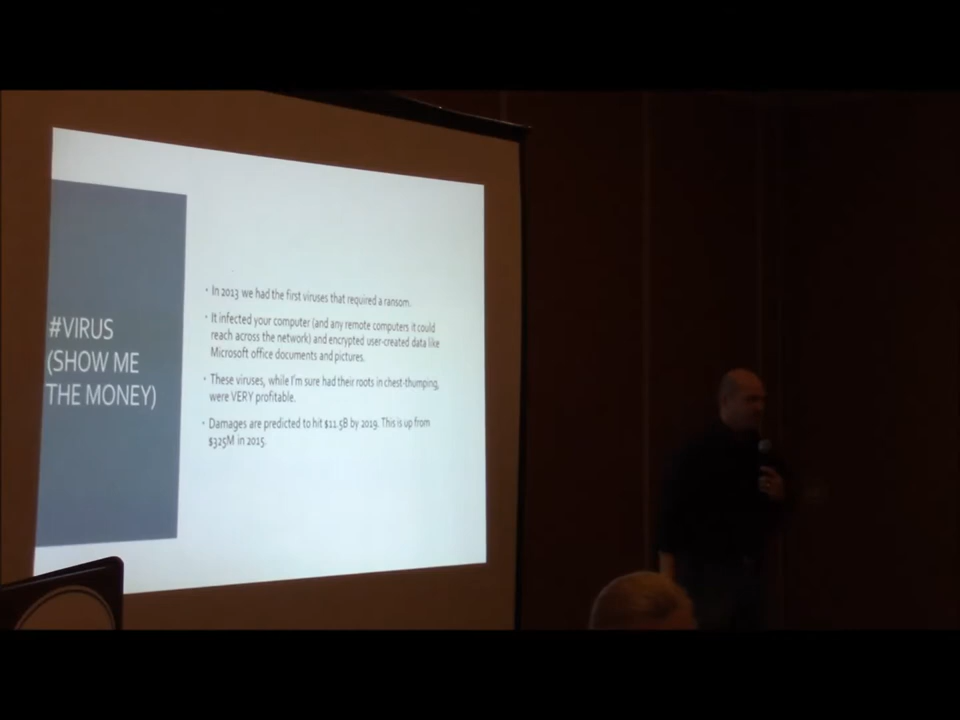 #VIRUS
(SHOW ME
THE MONEY)
• In 2013 we had the first viruses that required a ransom.
• It infected your computer (and any remote computers it could
reach across the network) and encrypted user-created data like
Microsoft office documents and pictures.
• These viruses, while I'm sure had their roots in chest-thumping,
were VERY profitable.
• Damages are predicted to hit $11.5B by 2019. This is up from
$325M in 2015.